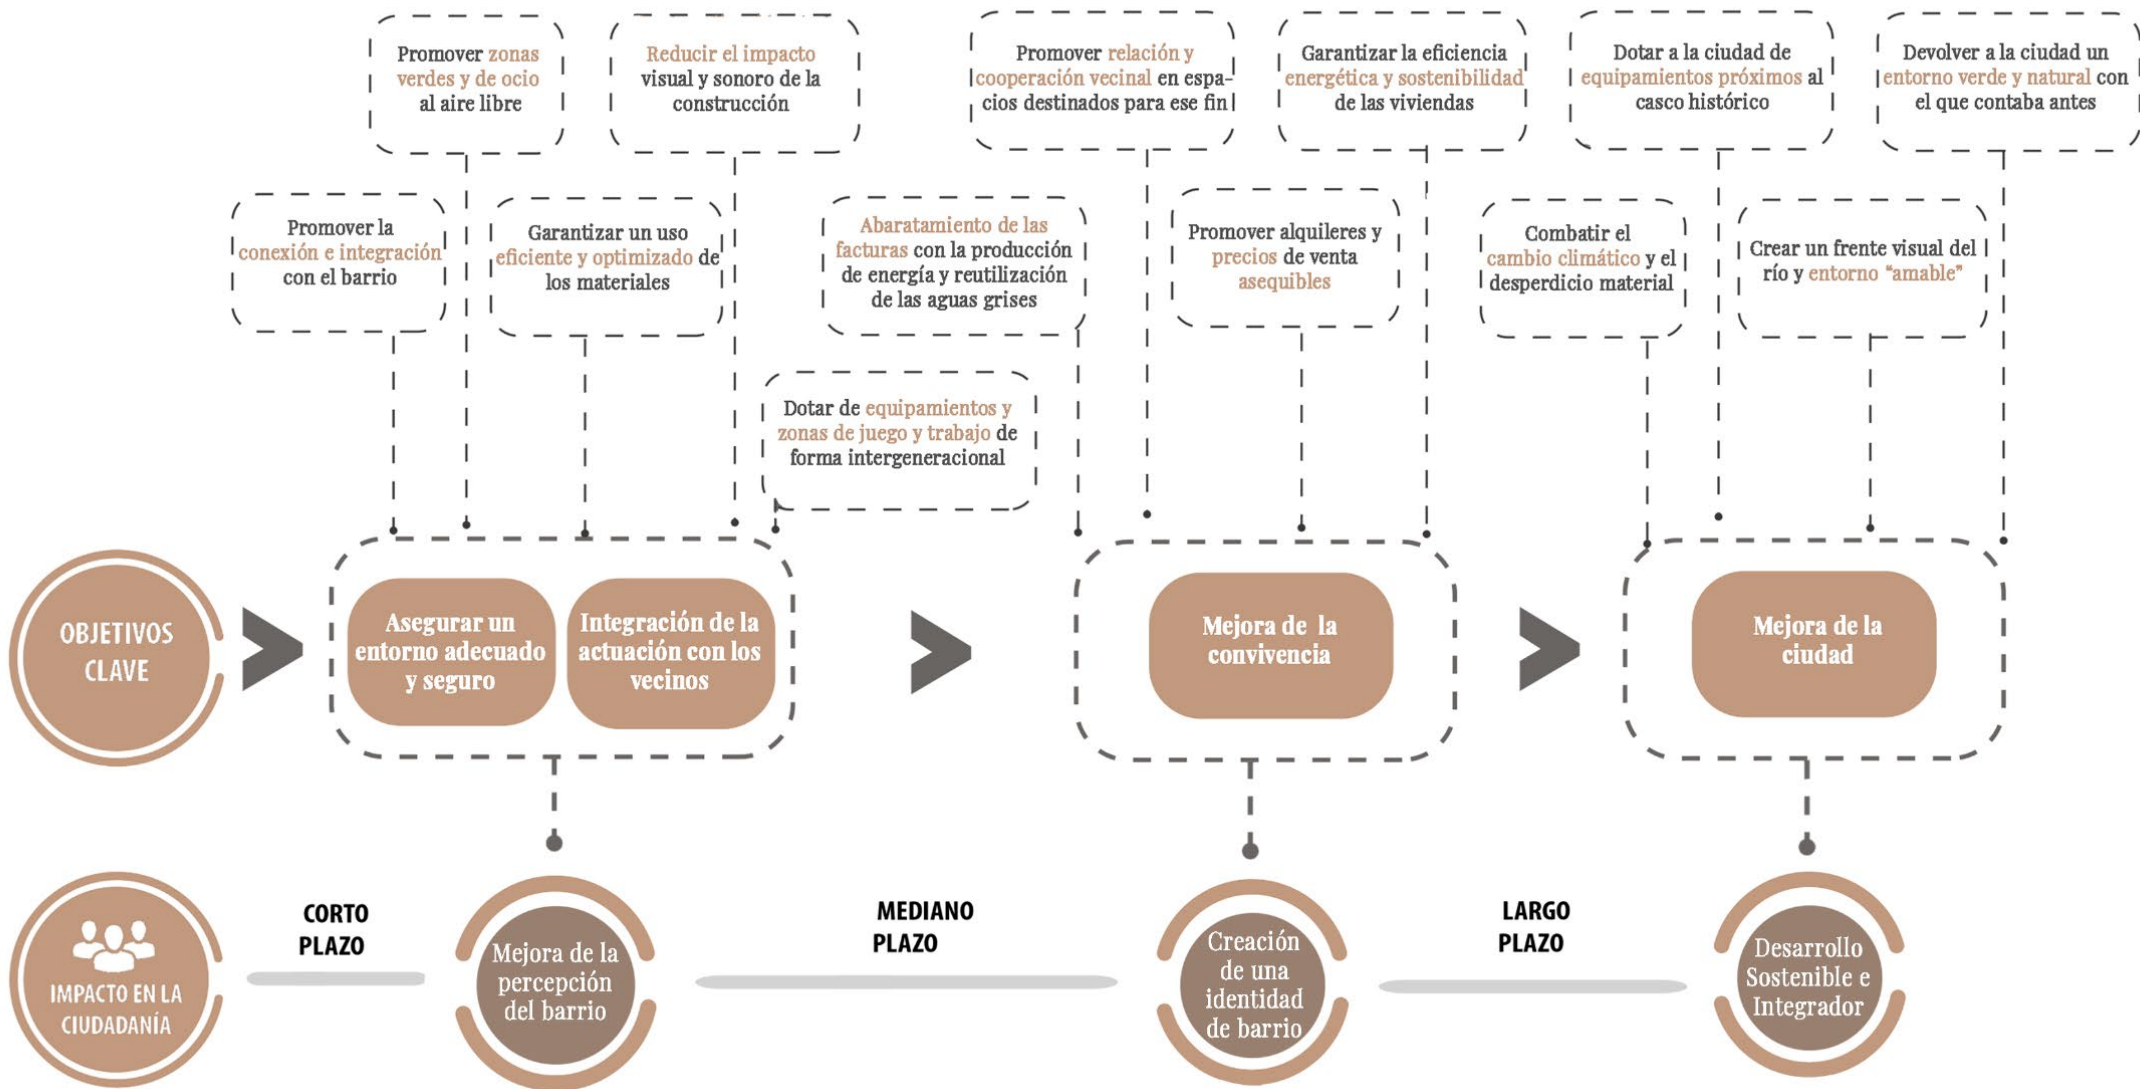 Promover zonas
verdes y de ocio
al aire libre
Reducir el impacto
visual y sonoro de la
construcción
Promover relación y
cooperación vecinal en espa-
cios destinados para ese fin
Garantizar la eficiencia
energética y sostenibilidad
de las viviendas
Dotar a la ciudad de
equipamientos próximos al
casco histórico
Devolver a la ciudad un
entorno verde y natural con
el que contaba antes
Promover la
conexión e integración
con el barrio
Garantizar un uso
eficiente y optimizado de
los materiales
Abaratamiento de las
facturas con la producción
de energía y reutilización
de las aguas grises
Promover alquileres y
precios de venta
asequibles
Combatir el
cambio climático y el
desperdicio material
Crear un frente visual del
río y entorno “amable”
Dotar de equipamientos y
zonas de juego y trabajo de
forma intergeneracional
OBJETIVOS
CLAVE
Asegurar un
entorno adecuado
y seguro
Integración de la
actuación con los
vecinos
Mejora de la
convivencia
Mejora de la
ciudad
IMPACTO EN LA
CIUDADANÍA
CORTO
PLAZO
Mejora de la
percepción
del barrio
MEDIANO
PLAZO
Creación
de una
identidad
de barrio
LARGO
PLAZO
Desarrollo
Sostenible e
Integrador